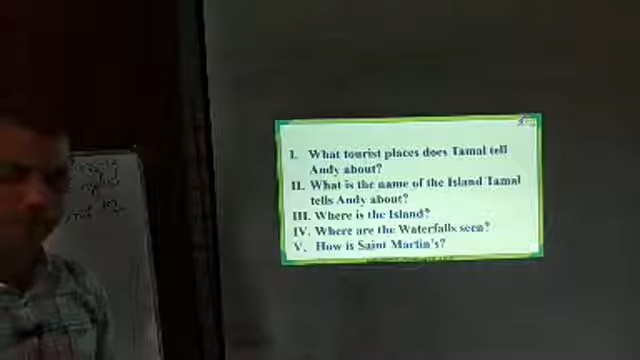 I. What tourist places does Tamal tell
Andy about?
II. What is the name of the Island Tamal
tells Andy about?
III. Where is the Island?
IV. Where are the Waterfalls seen?
V. How is Saint Martin's?